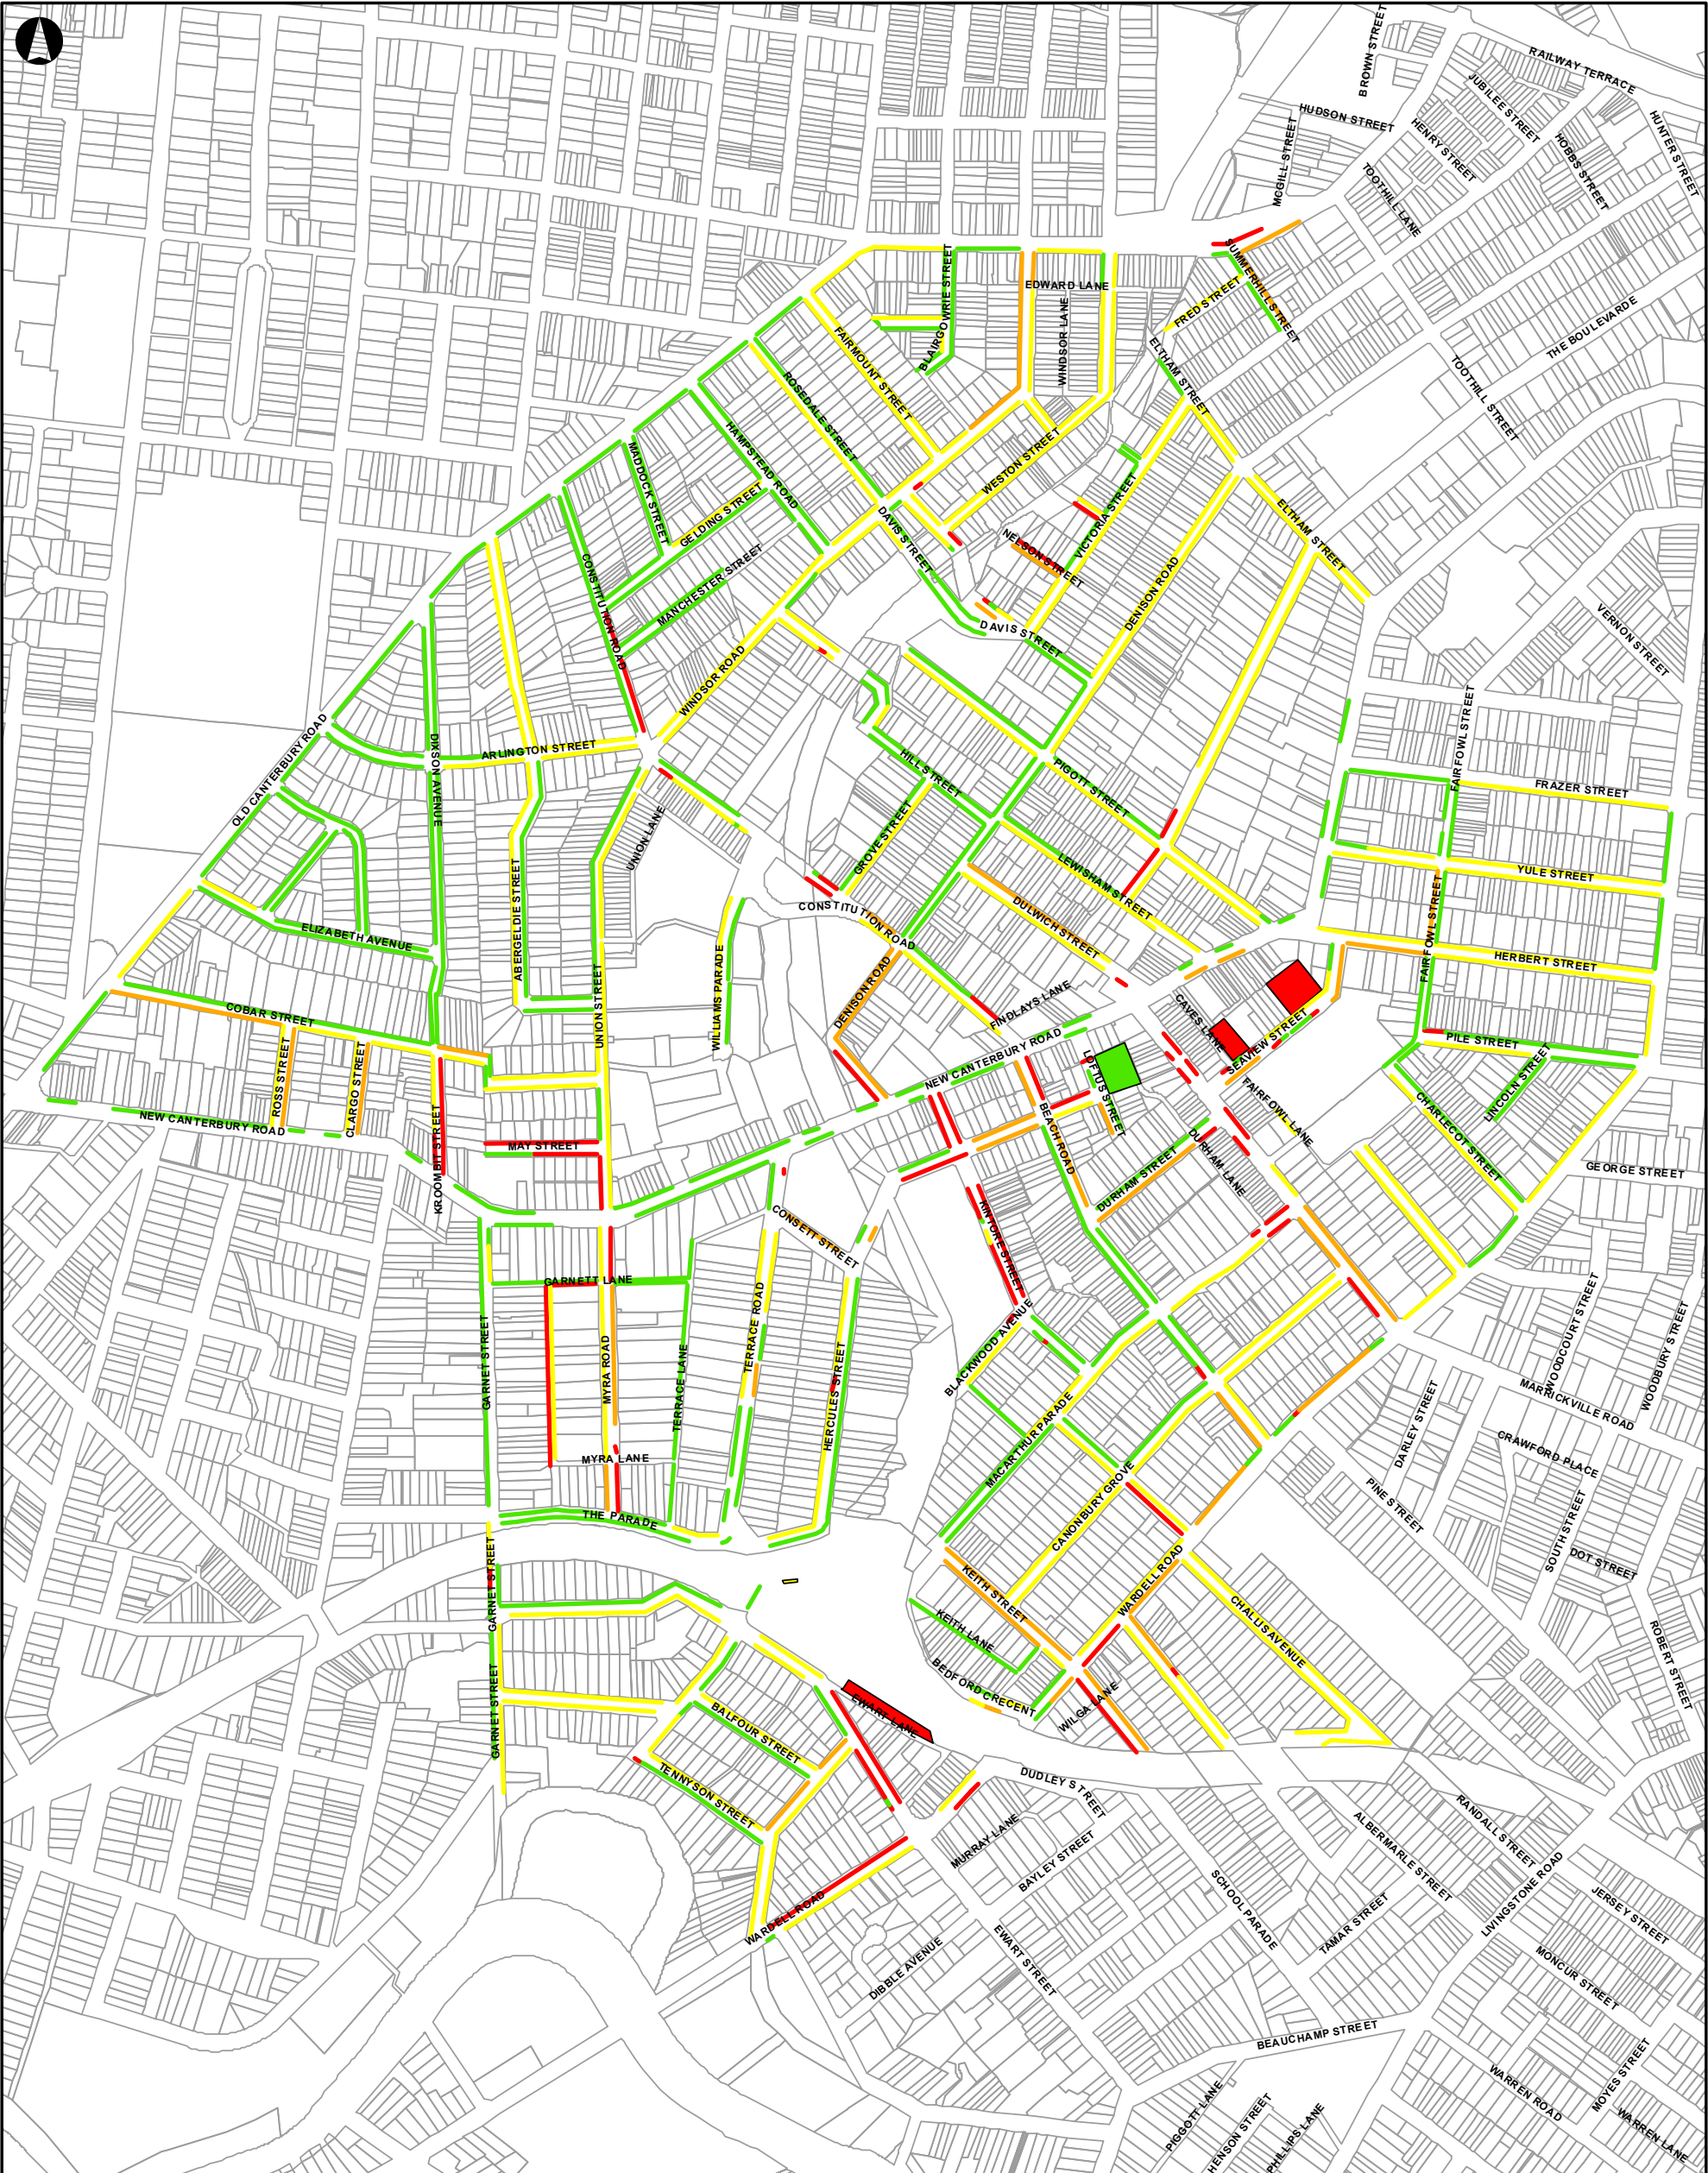 BROWN STREET
RAILWAY TERRACE
JUBILEE STREET
HUDSON STREET
HENRY STREET
HUNTER STREET
MCGILL STREET
HOBBS STREET
TOOTHILL LANE
SUMMERHILL STREET
BLAIRGOWRIE STREET
EDWARD LANE
FRED STREET
WINDSOR LANE
THE BOULEVARDE
FAIRMOUNT STREET
ELTHAM STREET
TOOTHILL STREET
ROSEDALE STREET
HAMPSTEAD ROAD
MADDOCK STREET
WESTON STREET
GELDING STREET
VICTORIA STREET
ELTHAM STREET
DAVIS STREET
NELSON STREET
CONSTITUTION ROAD
MANCHESTER STREET
DENISON ROAD
DAVIS STREET
VERNON STREET
WINDSOR ROAD
FAIRFOWL STREET
OLD CANTERBURY ROAD
DIXSON AVENUE
ARLINGTON STREET
HILL STREET
PIGOTT STREET
FRAZER STREET
UNION LANE
GROVE STREET
LEWISHAM STREET
YULE STREET
ABERGELDIE STREET
CONSTITUTION ROAD
DULWICH STREET
FAIRFOWL STREET
ELIZABETH AVENUE
HERBERT STREET
UNION STREET
WILLIAMS PARADE
DENISON ROAD
FINDLAYS LANE
CAVES LANE
COBAR STREET
NEW CANTERBURY ROAD
SEAVIEW STREET
PILE STREET
ROSS STREET
CLARGO STREET
LOFTUS STREET
LINCOLN STREET
NEW CANTERBURY ROAD
KROOMBIT STREET
MAY STREET
BEACH ROAD
FAIRFOWL LANE
CHARLECOT STREET
DURHAM STREET
DURHAM LANE
GEORGE STREET
CONSETT STREET
KINTORE STREET
GARNETT LANE
GARNET STREET
MYRA ROAD
TERRACE LANE
TERRACE ROAD
HERCULES STREET
BLACKWOOD AVENUE
WOODCOURT STREET
WOODBURY STREET
MARRICKVILLE ROAD
MACARTHUR PARADE
DARLEY STREET
CRAWFORD PLACE
MYRA LANE
CANONBURY GROVE
PINE STREET
THE PARADE
SOUTH STREET
DOT STREET
GARNET STREET
KEITH STREET
WARDELL ROAD
CHALLIS AVENUE
KEITH LANE
ROBERT STREET
GARNET STREET
BEDFORD CRECENT
WILGA LANE
EWART LANE
BALFOUR STREET
TENNYSON STREET
DUDLEY STREET
MURRAY LANE
BAYLEY STREET
ALBERMARLE STREET
RANDALL STREET
LIVINGSTONE ROAD
SCHOOL PARADE
WARDELL ROAD
TAMAR STREET
JERSEY STREET
EWART STREET
DIBBLE AVENUE
MONCUR STREET
BEAUCHAMP STREET
MOYES STREET
WARREN ROAD
PIGGOTT LANE
HENSON STREET
PHILLIPS LANE
WARREN LANE